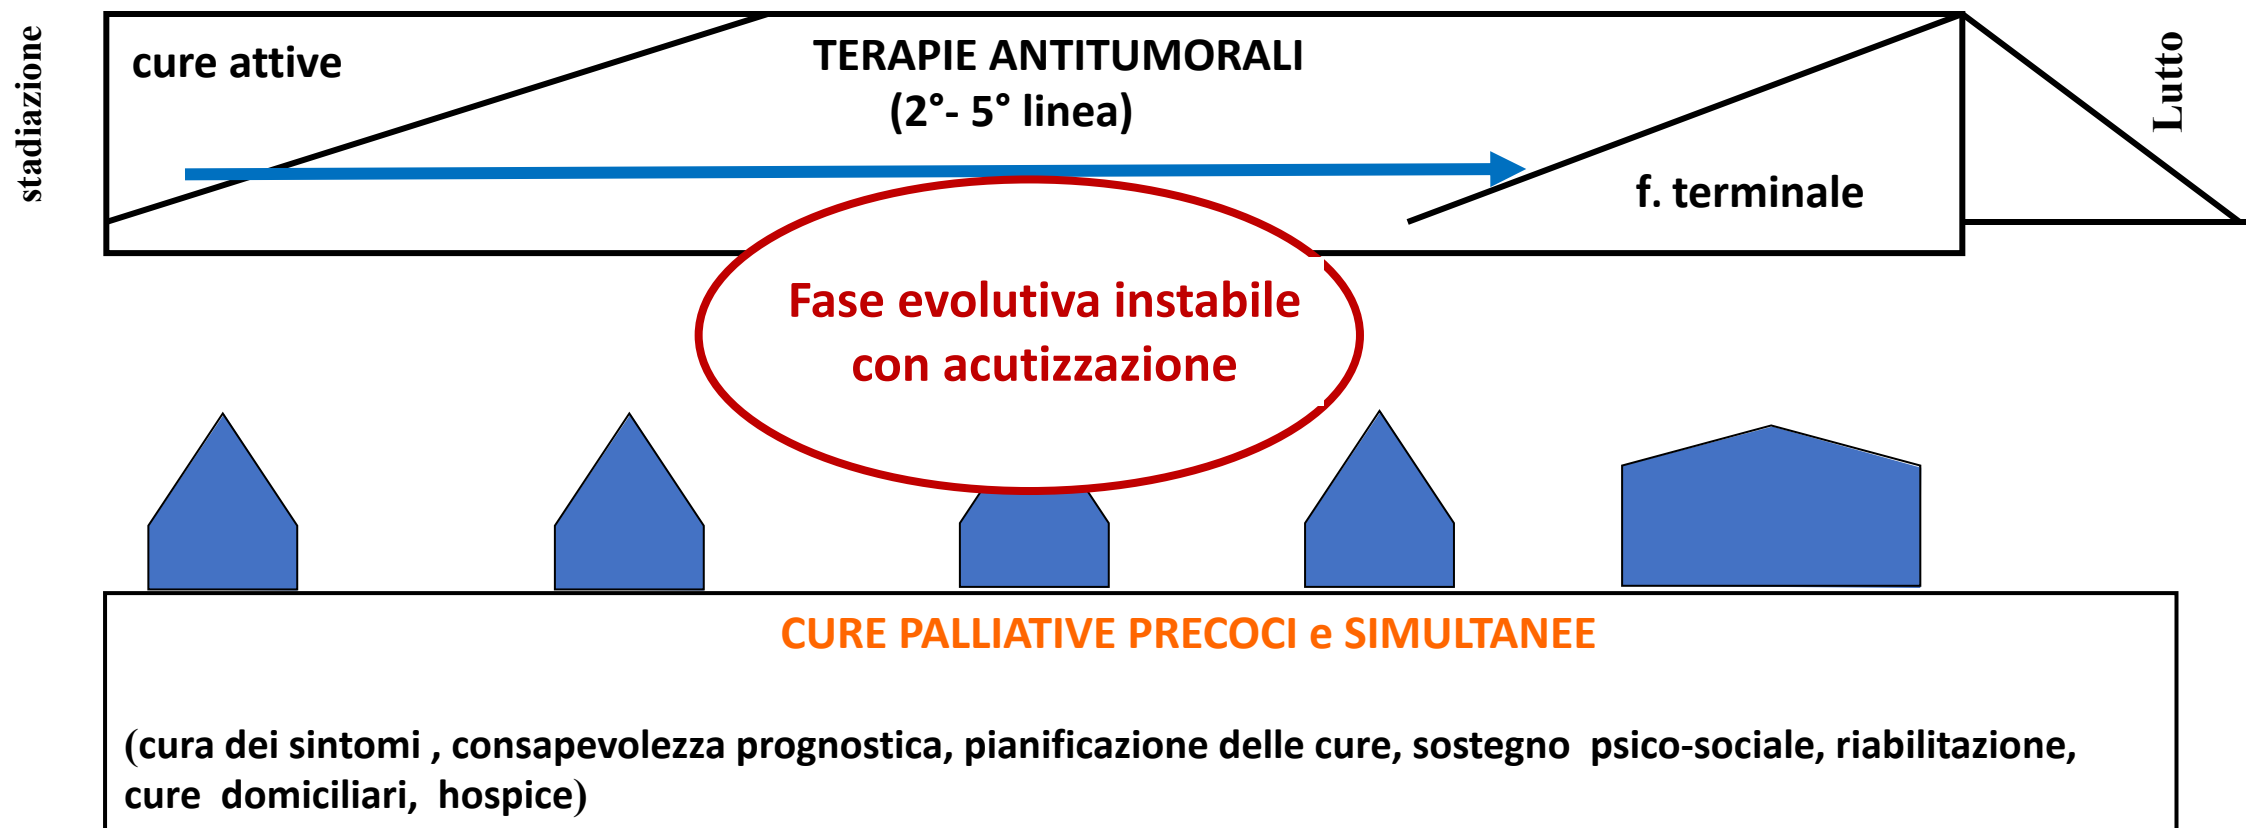 stadiazione
cure attive
TERAPIE ANTITUMORALI
(2°- 5° linea)
Lutto
f. terminale
Fase evolutiva instabile
con acutizzazione
CURE PALLIATIVE PRECOCI e SIMULTANEE
(cura dei sintomi , consapevolezza prognostica, pianificazione delle cure, sostegno  psico-sociale, riabilitazione,
cure  domiciliari,  hospice)